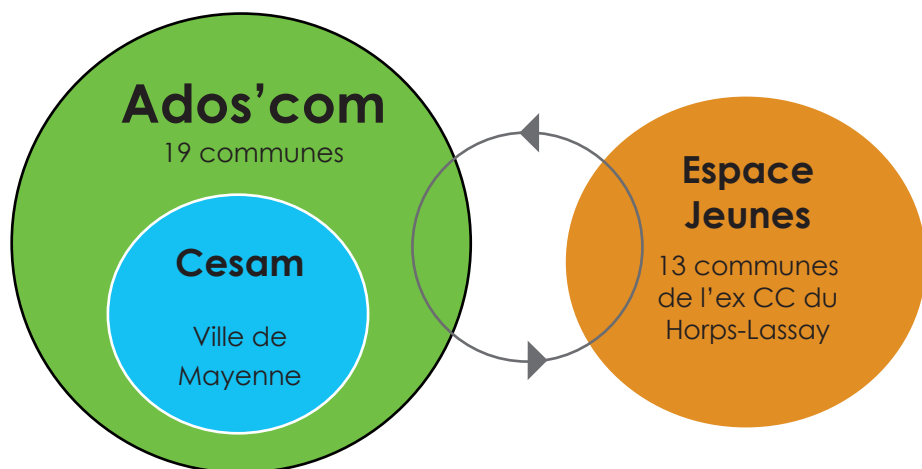 Ados’com
19 communes
Cesam
Ville de
Mayenne
Espace
Jeunes
13 communes
de l’ex CC du
Horps-Lassay